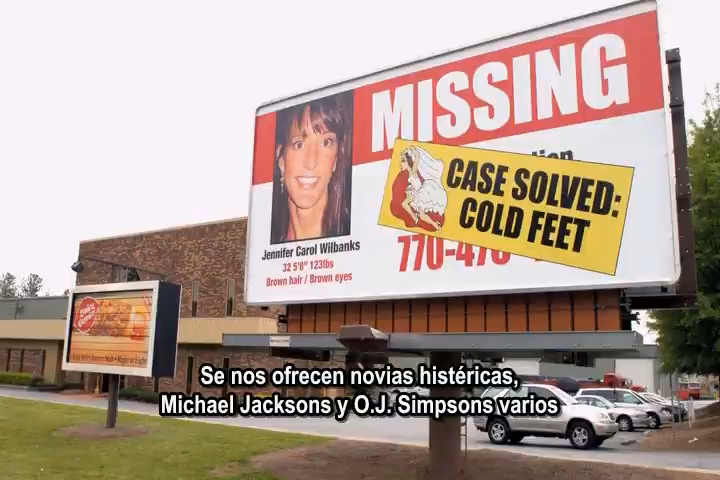 MISSING
CASE SOLVED:
COLD FEET
Jennifer Carol Wilbanks
32 5'8" 123lbs
Brown hair / Brown eyes
770-47
Se nos ofrecen novias histéricas,
Michael Jacksons y O.J. Simpsons varios